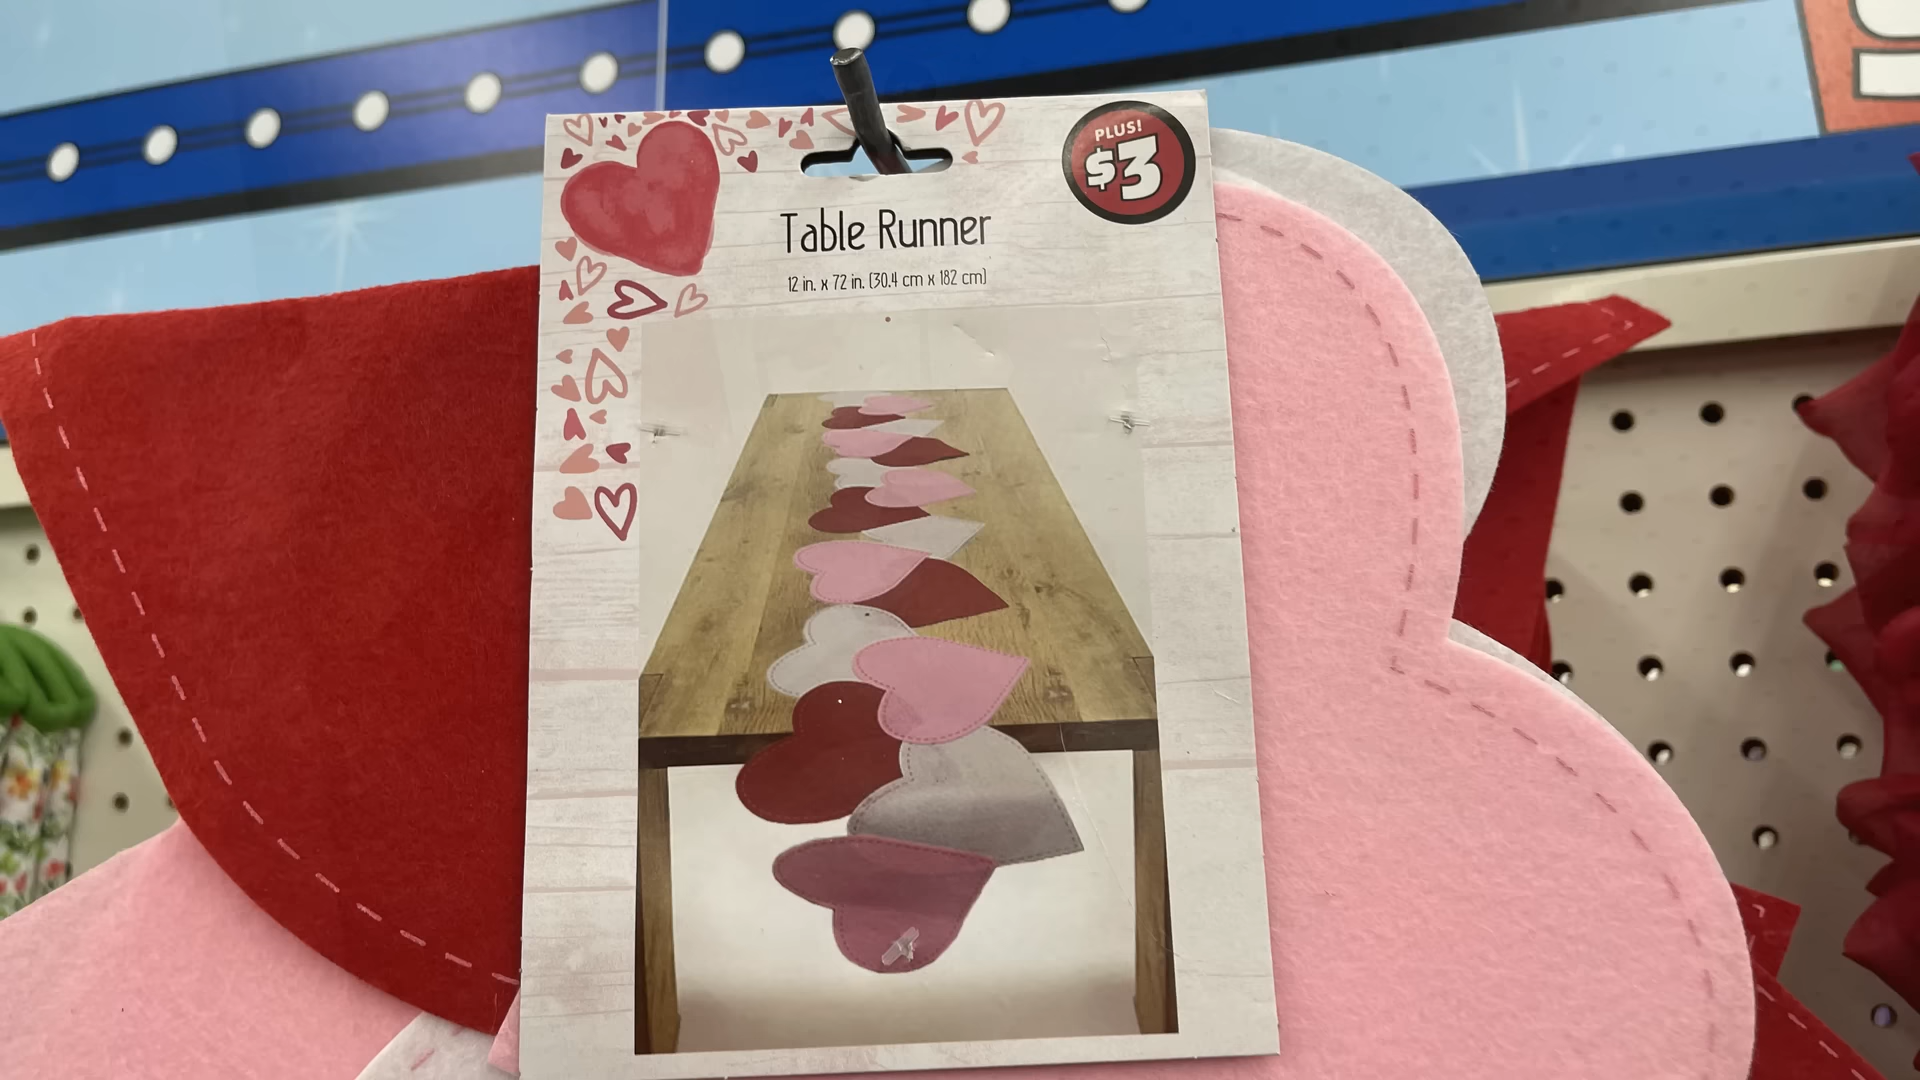 PLUS!
$3
Table Runner
12 in. x 72 in. (30.4 cm x 182 cm)